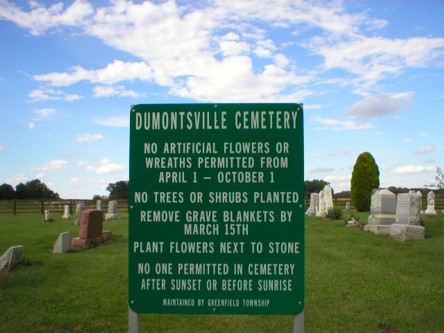 DUMONTSVILLE CEMETERY
NO ARTIFICIAL FLOWERS OR
WREATHS PERMITTED FROM
APRIL 1 — OCTOBER 1
NO TREES OR SHRUBS PLANTED
REMOVE GRAVE BLANKETS BY
MARCH 15TH
PLANT FLOWERS NEXT TO STONE
NO ONE PERMITTED IN CEMETERY
AFTER SUNSET OR BEFORE SUNRISE
MAINTAINED BY GREENFIELD TOWNSHIP